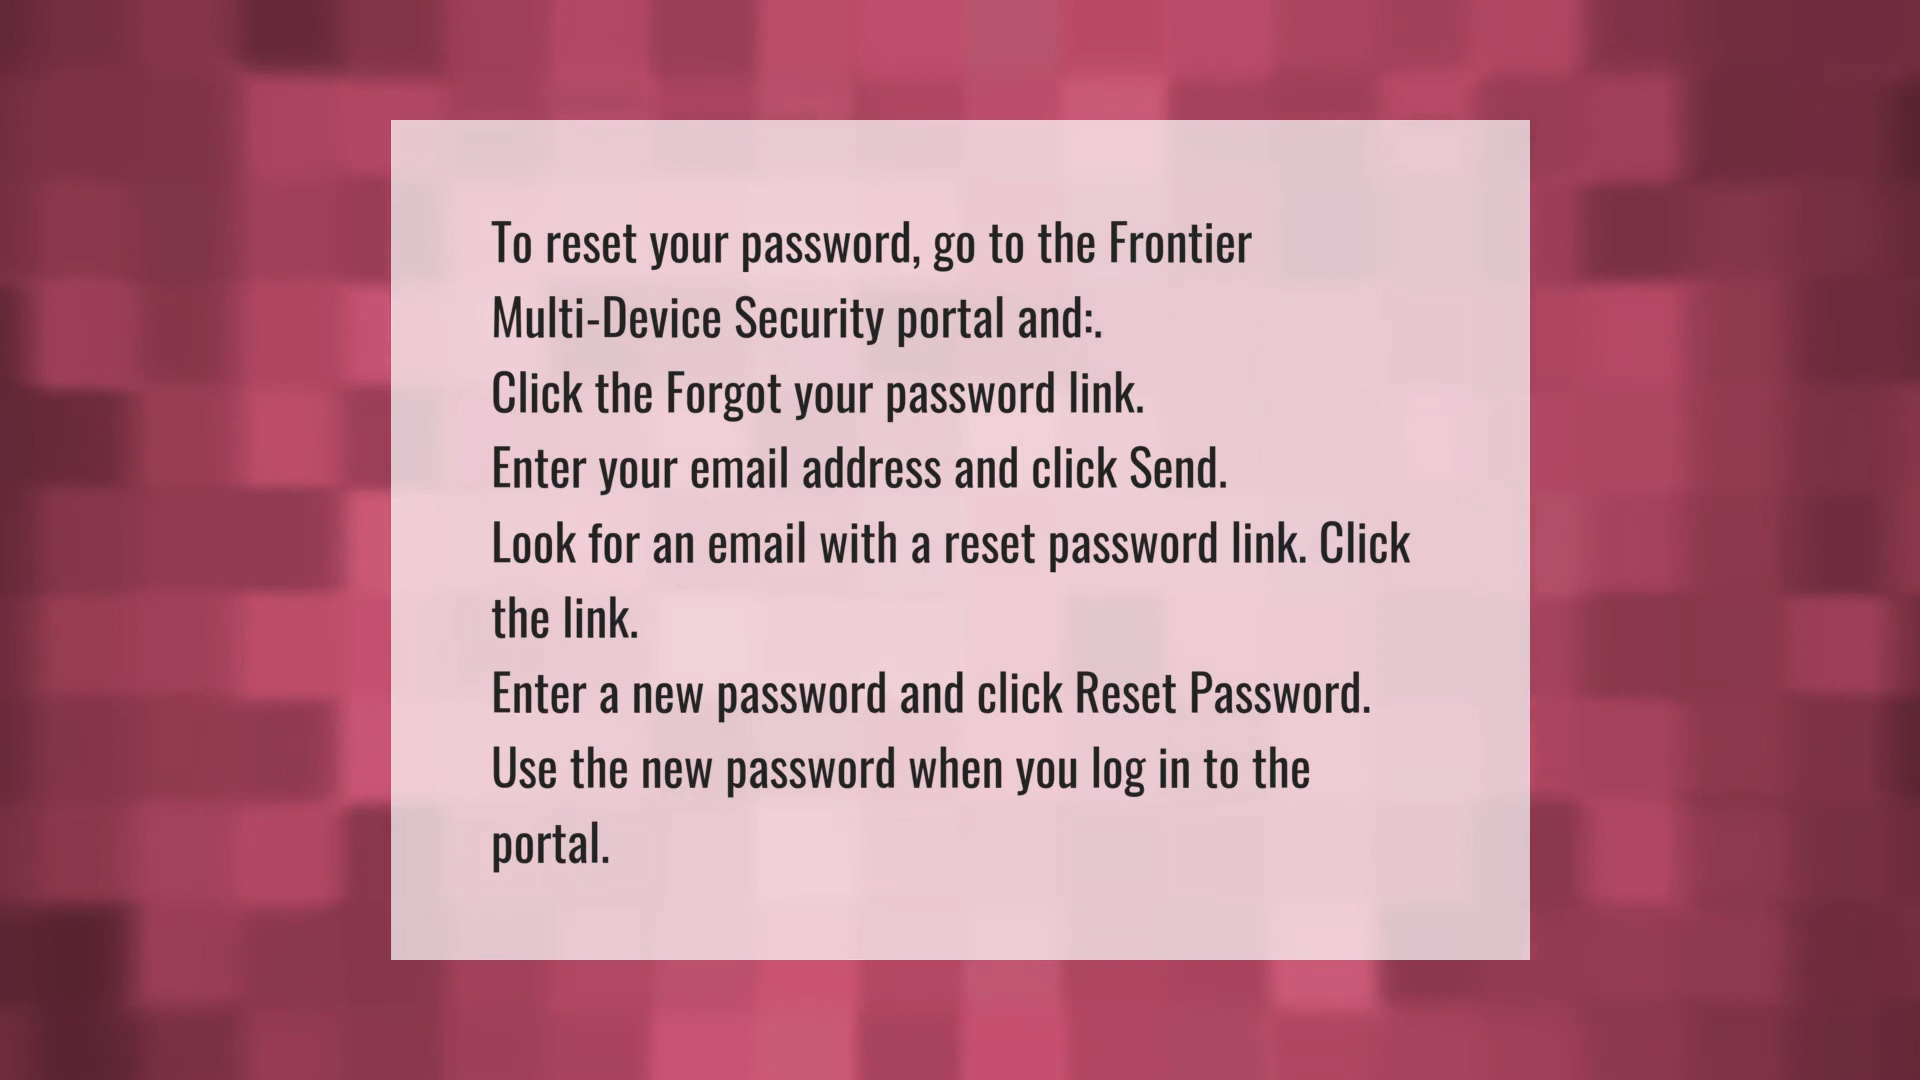 To reset your password, go to the Frontier
Multi-Device Security portal and:.
Click the Forgot your password link.
Enter your email address and click Send.
Look for an email with a reset password link. Click
the link.
Enter a new password and click Reset Password.
Use the new password when you log in to the
portal.